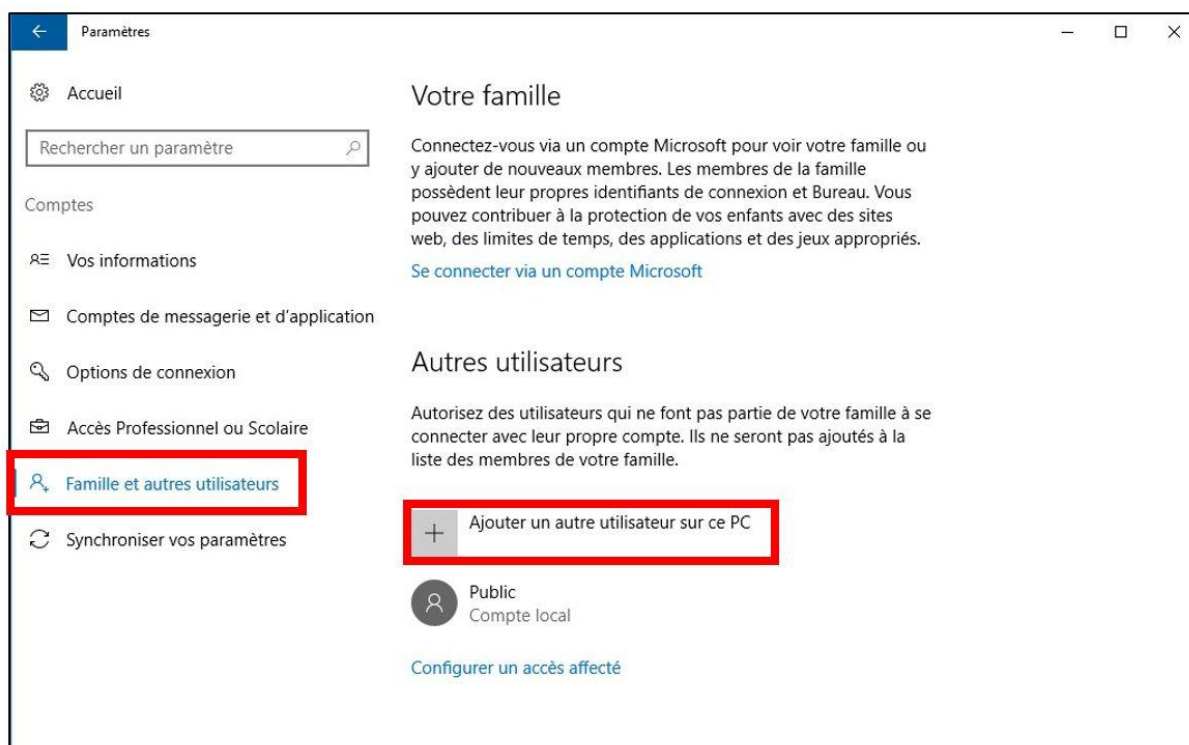 Paramètres
Accueil
Rechercher un paramètre
Comptes
Vos informations
Comptes de messagerie et d'application
Options de connexion
Accès Professionnel ou Scolaire
Famille et autres utilisateurs
Synchroniser vos paramètres
Votre famille
Connectez-vous via un compte Microsoft pour voir votre famille ou
y ajouter de nouveaux membres. Les membres de la famille
possèdent leur propres identifiants de connexion et Bureau. Vous
pouvez contribuer à la protection de vos enfants avec des sites
web, des limites de temps, des applications et des jeux appropriés.
Se connecter via un compte Microsoft
Autres utilisateurs
Autorisez des utilisateurs qui ne font pas partie de votre famille à se
connecter avec leur propre compte. Ils ne seront pas ajoutés à la
liste des membres de votre famille.
Ajouter un autre utilisateur sur ce PC
Public
Compte local
Configurer un accès affecté